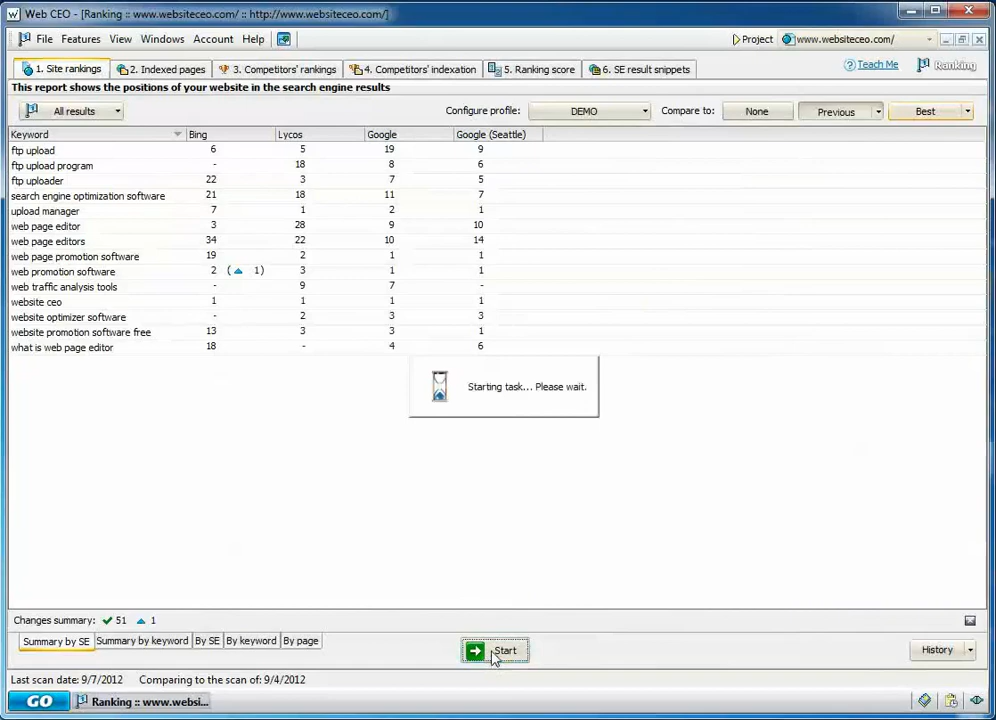 Web CEO - [Ranking :: www.websiteceo.com/ :: http://www.websiteceo.com/]
File Features View Windows Account Help Project www.websiteceo.com/
1. Site rankings 2. Indexed pages 3. Competitors' rankings 4. Competitors' indexation 5. Ranking score 6. SE result snippets Teach Me Ranking
This report shows the positions of your website in the search engine results
All results Configure profile: DEMO Compare to: None Previous Best
Keyword Bing Lycos Google Google (Seattle)
ftp upload 6 5 19 9
ftp upload program - 18 8 6
ftp uploader 22 3 7 5
search engine optimization software 21 18 11 7
upload manager 7 1 2 1
web page editor 3 28 9 10
web page editors 34 22 10 14
web page promotion software 19 2 1 1
web promotion software 2 ( 1) 3 1 1
web traffic analysis tools - 9 7 -
website ceo 1 1 1 1
website optimizer software - 2 3 3
website promotion software free 13 3 3 1
what is web page editor 18 - 4 6
Starting task... Please wait.
Changes summary: 51 1
Summary by SE Summary by keyword By SE By keyword By page
Start
History
Last scan date: 9/7/2012 Comparing to the scan of: 9/4/2012
GO Ranking :: www.websi...